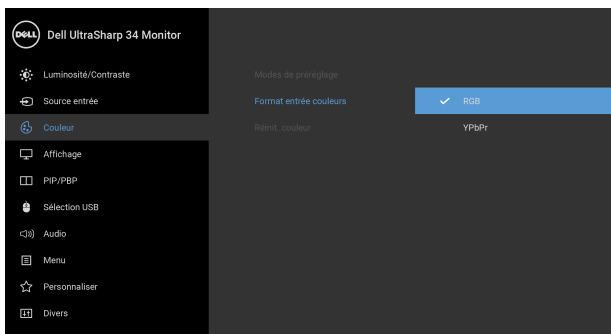 DELL Dell UltraSharp 34 Monitor
Luminosité/Contraste
Modes de préréglage
Source entrée
Format entrée couleurs
RGB
Couleur
Réinit. couleur
YPbPr
Affichage
PIP/PBP
Sélection USB
Audio
Menu
Personnaliser
Divers